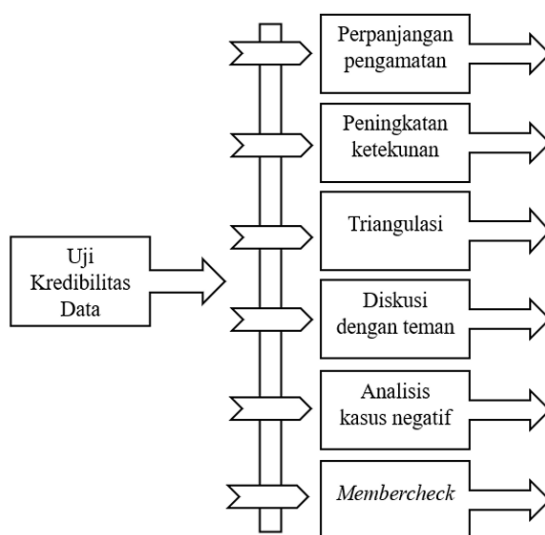 Perpanjangan
pengamatan
Peningkatan
ketekunan
Triangulasi
Uji
Kredibilitas
Data
Diskusi
dengan teman
Analisis
kasus negatif
Membercheck